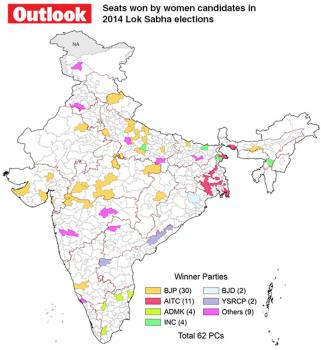 Outlook
Seats won by women candidates in
2014 Lok Sabha elections
NA
Winner Parties
BJP (30)
BJD (2)
AITC (11)
YSRCP (2)
ADMK (4)
Others (9)
INC (4)
Total 62 PCs